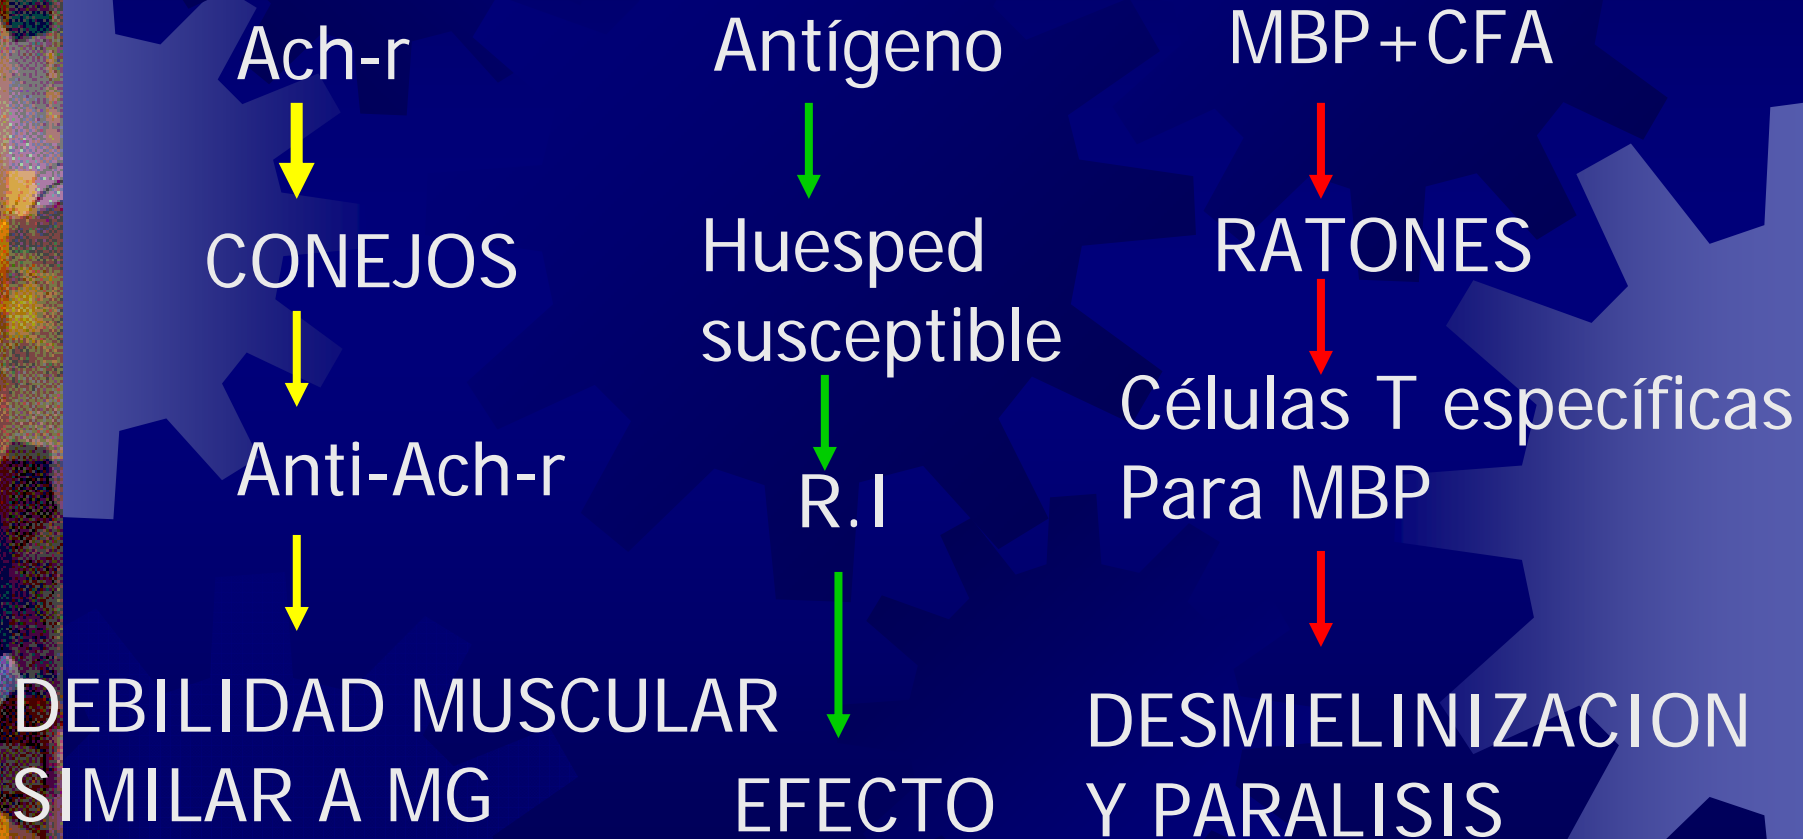 Ach-r
CONEJOS
Anti-Ach-r
DEBILIDAD MUSCULAR
SIMILAR A MG
Antígeno
Huesped
susceptible
R.I
EFECTO
MBP+CFA
RATONES
Células T específicas
Para MBP
DESMIELINIZACION
Y PARALISIS